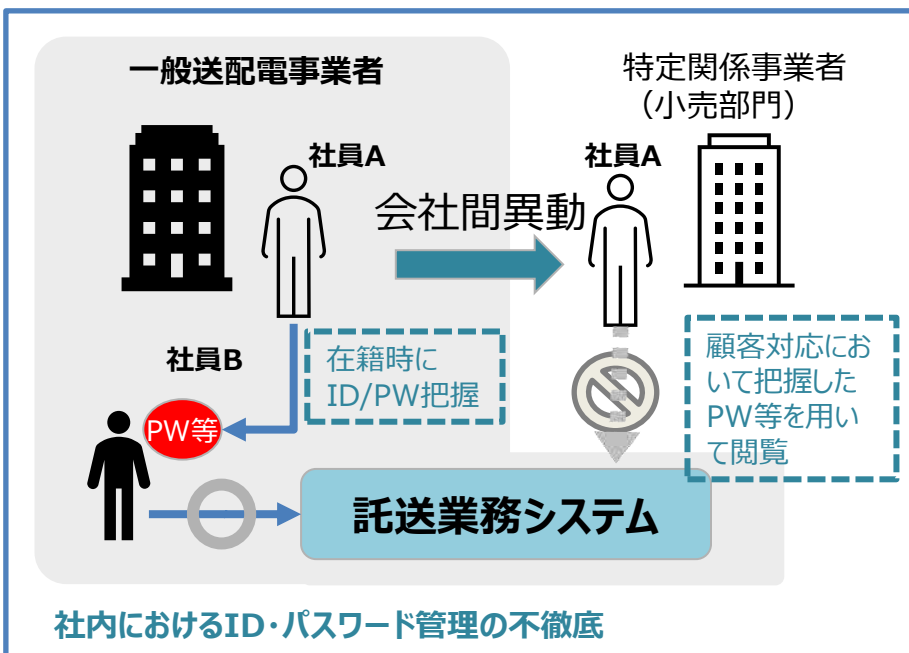 一般送配電事業者
特定関係事業者
（小売部門）
社員A
社員A
会社間異動
社員B
在籍時に
ID/PW把握
顧客対応にお
いて把握した
PW等を用い
て閲覧
PW等
託送業務システム
社内におけるID・パスワード管理の不徹底